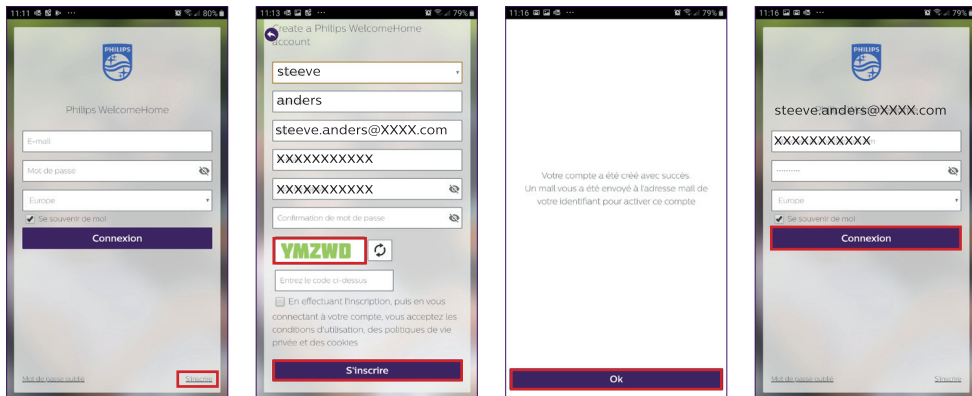 11:11 80%
PHILIPS
Philips WelcomeHome
E-mail
Mot de passe
Europe
Se souvenir de moi
Connexion
Mot de passe oublié
S'inscrire
11:13 79%
Create a Philips WelcomeHome
account
steeve
anders
steeve.anders@XXXX.com
XXXXXXXXXXX
XXXXXXXXXXX
Confirmation de mot de passe
YMZWD
Entrez le code ci-dessus
En effectuant l'inscription, puis en vous
connectant à votre compte, vous acceptez les
conditions d'utilisation, des politiques de vie
privée et des cookies
S'inscrire
11:16 79%
Votre compte a été créé avec succès.
Un mail vous a été envoyé à l'adresse mail de
votre identifiant pour activer ce compte
Ok
11:16 79%
PHILIPS
steeve.anders@XXXX.com
XXXXXXXXXXX
Europe
Se souvenir de moi
Connexion
Mot de passe oublié
S'inscrire